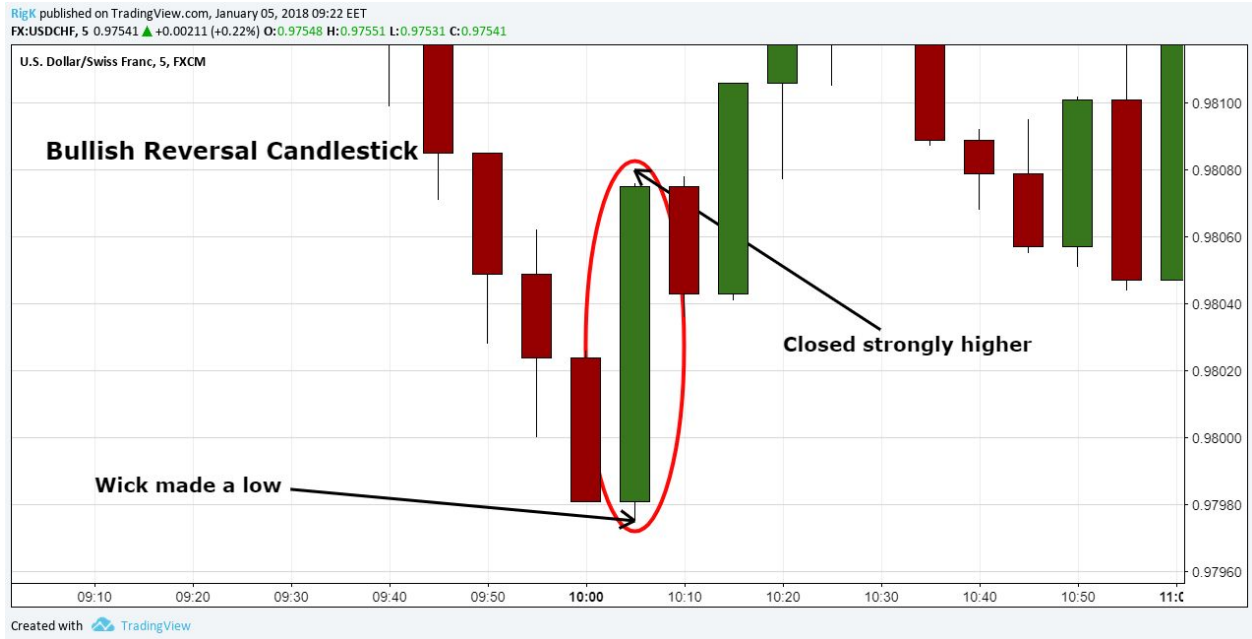 RigK published on TradingView.com, January 05, 2018 09:22 EET
FX:USDCHF, 5 0.97541 ▲ +0.00211 (+0.22%) O:0.97548 H:0.97551 L:0.97531 C:0.97541
U.S. Dollar/Swiss Franc, 5, FXCM
0.98100
Bullish Reversal Candlestick
0.98080
0.98060
0.98040
Closed strongly higher
0.98020
0.98000
Wick made a low
0.97980
0.97960
09:10 09:20 09:30 09:40 09:50 10:00 10:10 10:20 10:30 10:40 10:50 11:0
Created with TradingView